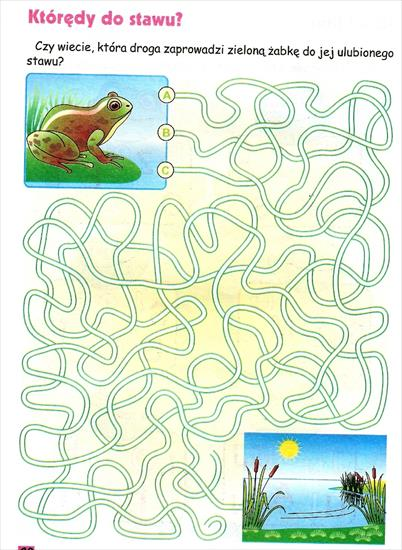 Którędy do stawu?
Czy wiecie, która droga zaprowadzi zieloną żabkę do jej ulubionego
stawu?
A
B
C